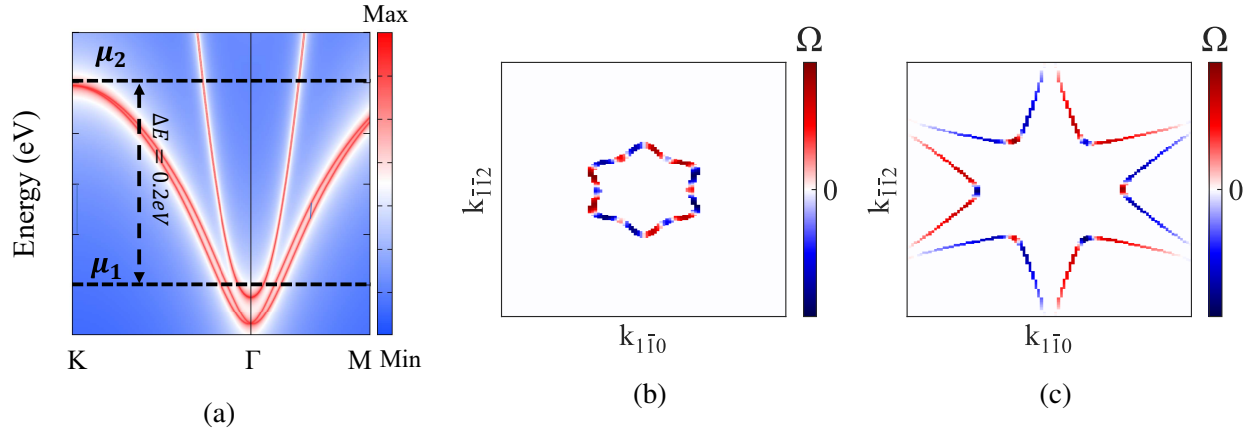 Max
μ₂
ΔE = 0.2eV
Energy (eV)
μ₁
K
Γ
M
Min
(a)
Ω
k1̄1̄2
0
k11̄0
(b)
Ω
k1̄1̄2
0
k11̄0
(c)